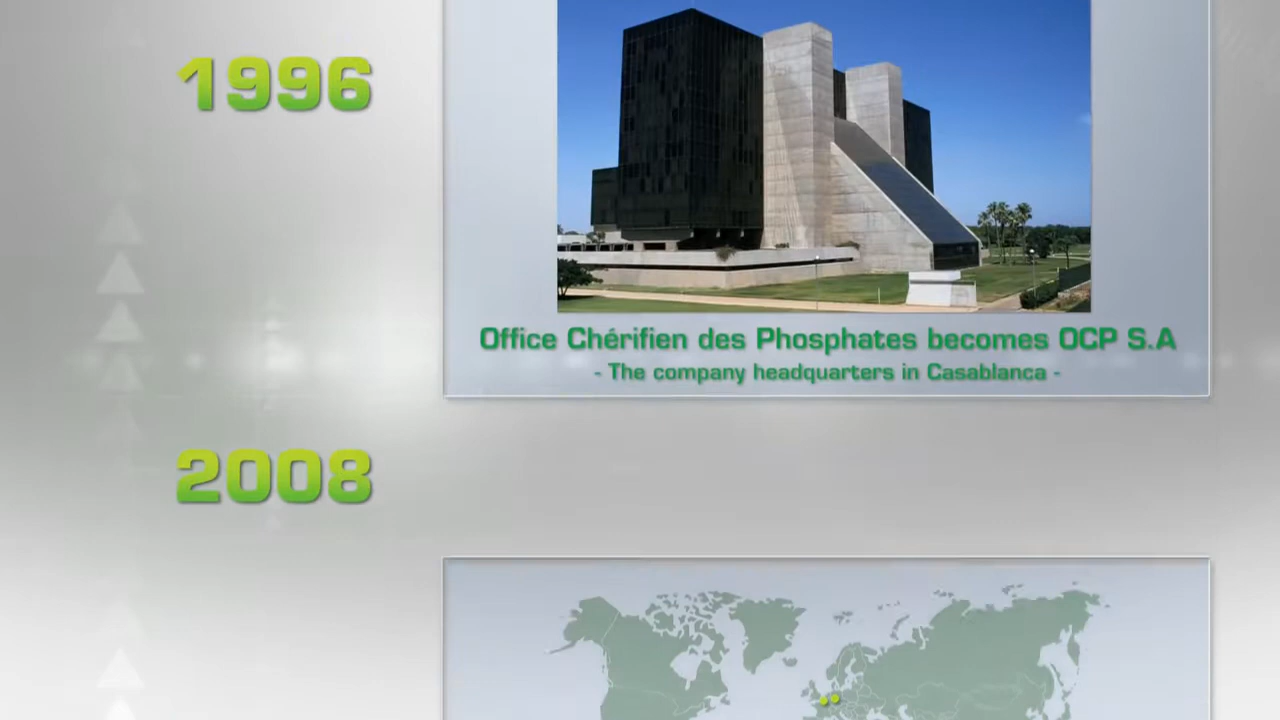 1996
Office Chérifien des Phosphates becomes OCP S.A
- The company headquarters in Casablanca -
2008